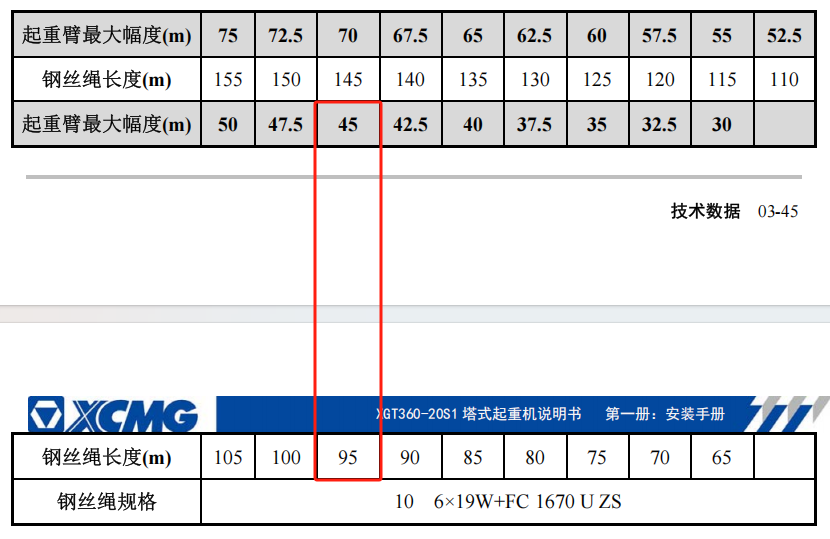 起重臂最大幅度(m) 75 72.5 70 67.5 65 62.5 60 57.5 55 52.5
钢丝绳长度(m) 155 150 145 140 135 130 125 120 115 110
起重臂最大幅度(m) 50 47.5 45 42.5 40 37.5 35 32.5 30
技术数据 03-45
XCMG XGT360-20S1 塔式起重机说明书 第一册：安装手册
钢丝绳长度(m) 105 100 95 90 85 80 75 70 65
钢丝绳规格 10 6×19W+FC 1670 U ZS